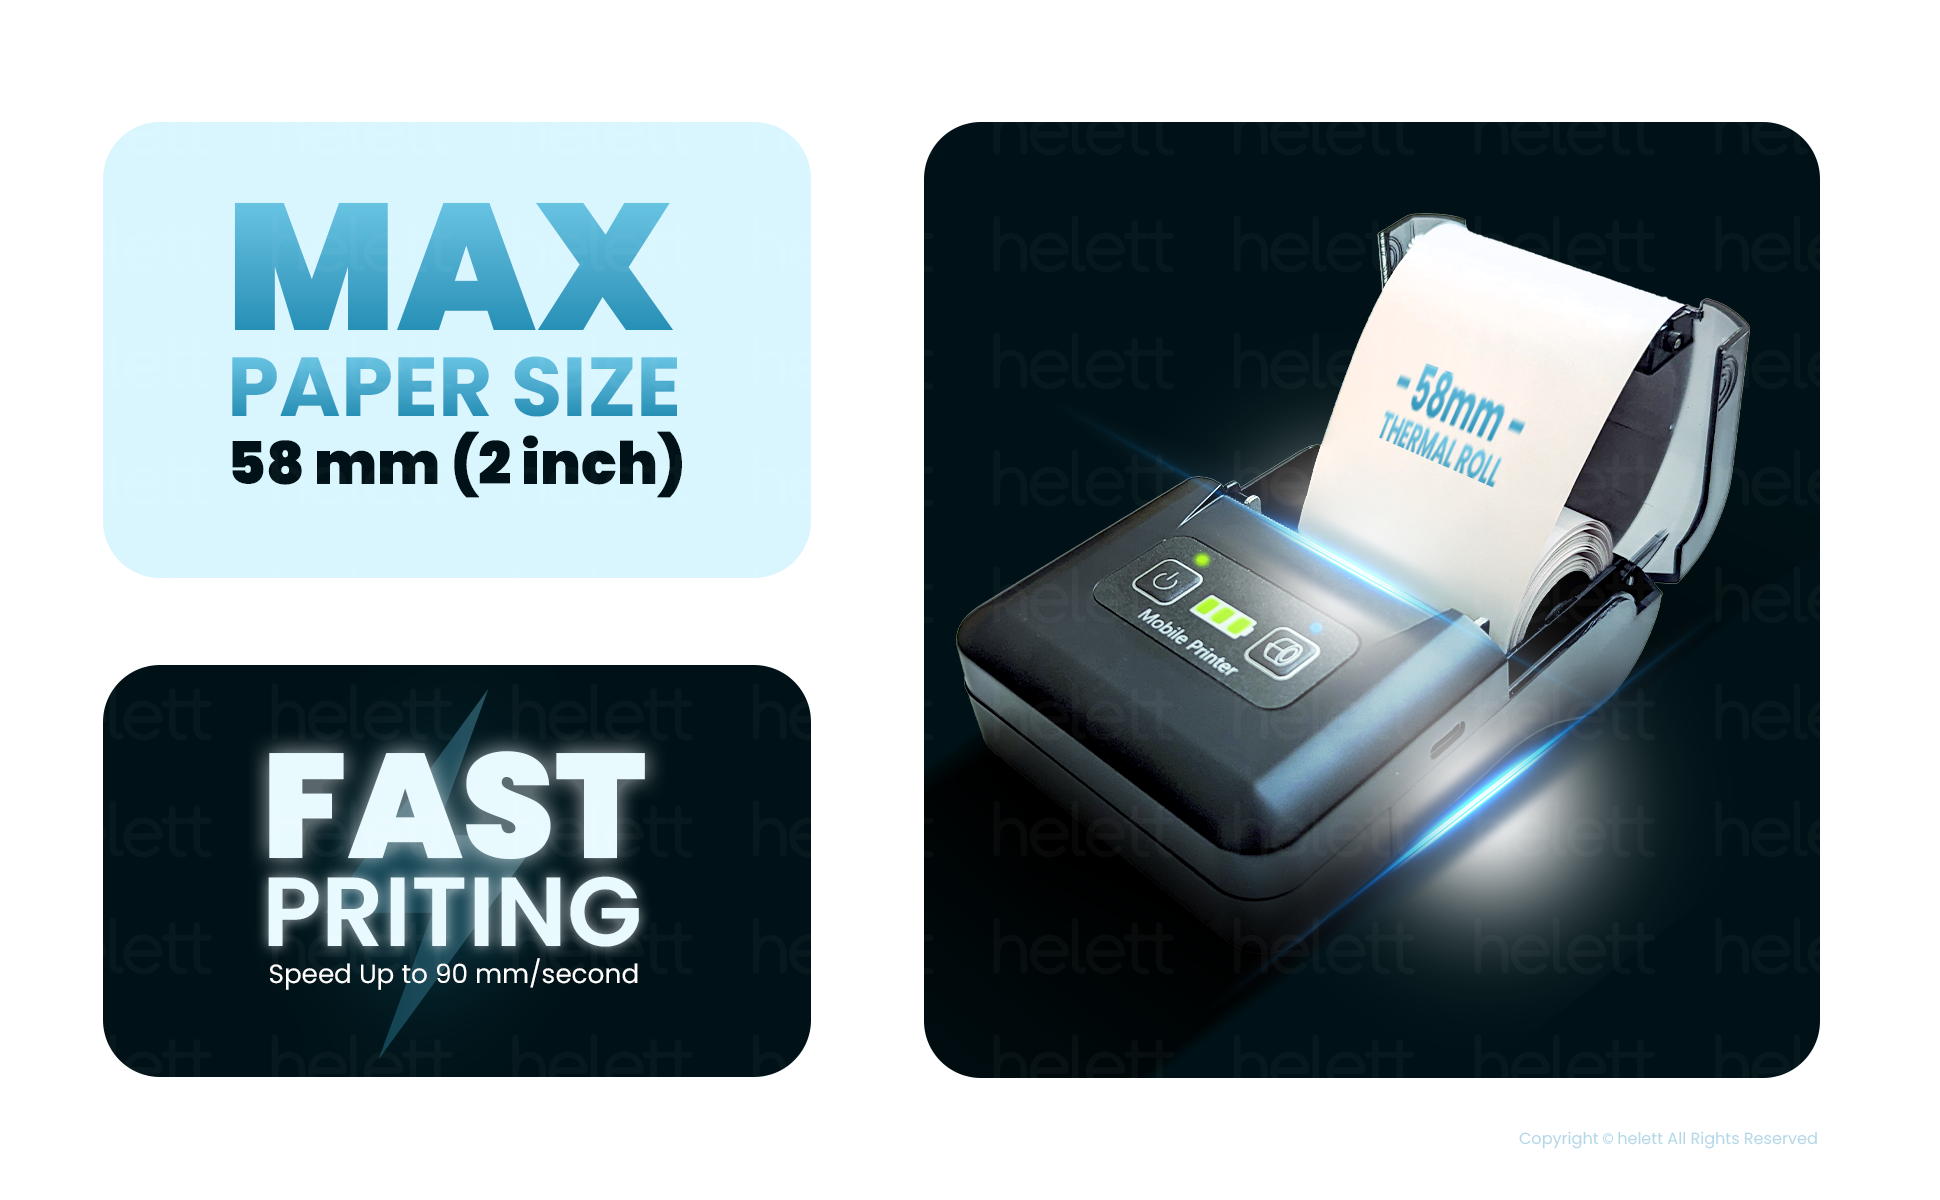 MAX
PAPER SIZE
58 mm (2 inch)
FAST
PRITING
Speed Up to 90 mm/second
- 58mm -
THERMAL ROLL
Mobile Printer
helett
Copyright © helett All Rights Reserved